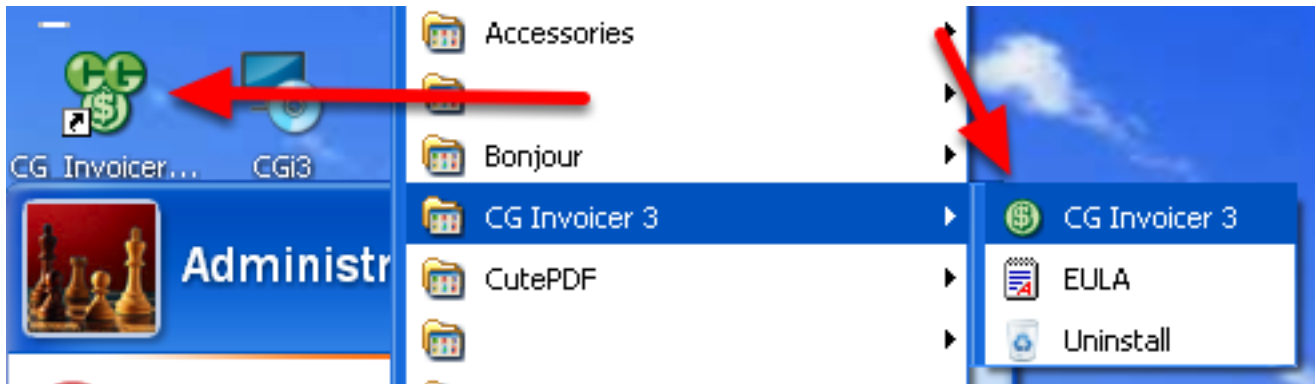 CG Invoicer...
CGi3
Administr
Accessories
Bonjour
CG Invoicer 3
CutePDF
CG Invoicer 3
EULA
Uninstall